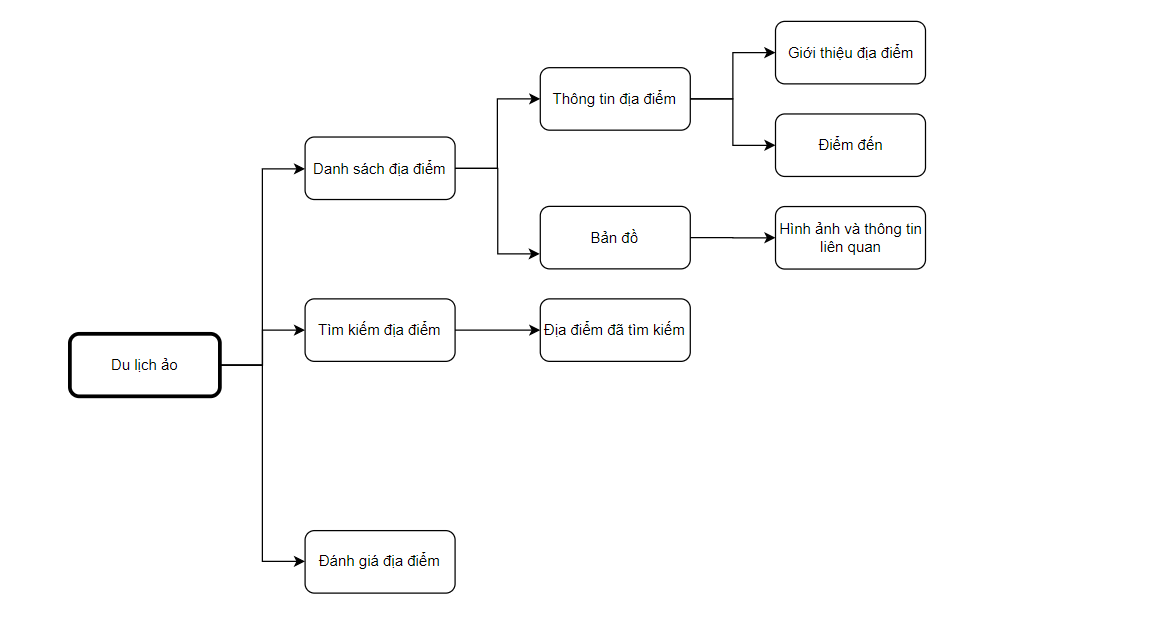 Giới thiệu địa điểm
Thông tin địa điểm
Điểm đến
Danh sách địa điểm
Hình ảnh và thông tin
liên quan
Bản đồ
Tìm kiếm địa điểm
Địa điểm đã tìm kiếm
Du lịch ảo
Đánh giá địa điểm